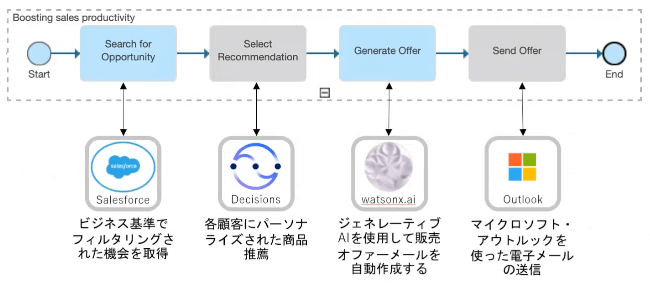 Boosting sales productivity
Start
Search for
Opportunity
Select
Recommendation
Generate Offer
Send Offer
End
salesforce
Salesforce
Decisions
watsonx.ai
Outlook
ビジネス基準で
フィルタリングさ
れた機会を取得
各顧客にパーソナ
ライズされた商品
推薦
ジェネレーティブ
AIを使用して販売
オファーメールを
自動作成する
マイクロソフト・
アウトルックを
使った電子メール
の送信